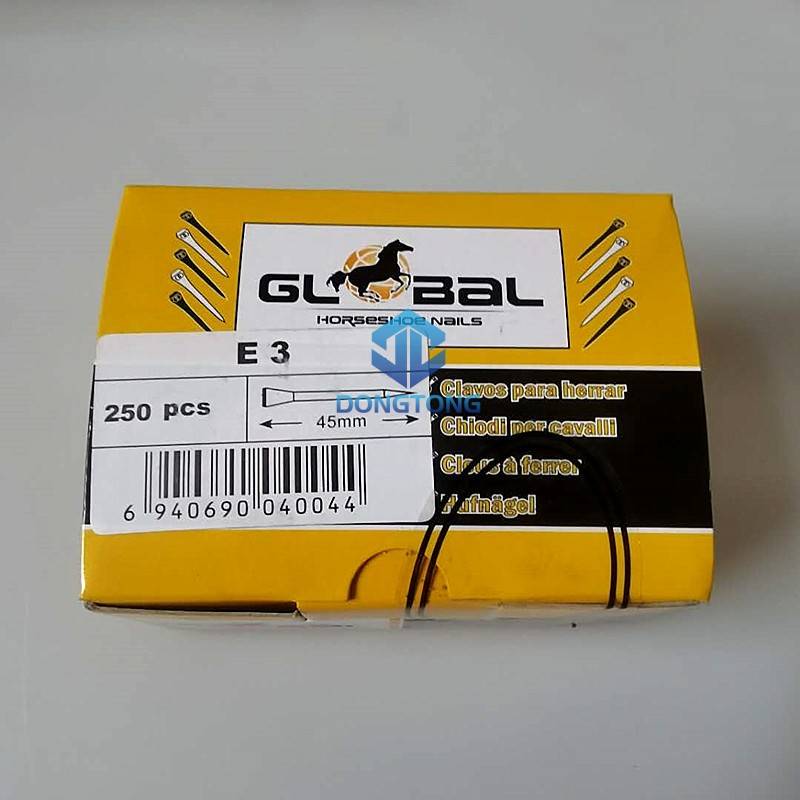 GLOBAL
HORSESHOE NAILS
E 3
250 pcs
45mm
6 940690 040044
DONGTONG
Clavos para herrar
Chiodi per cavalli
Clous à ferrer
Hufnägel